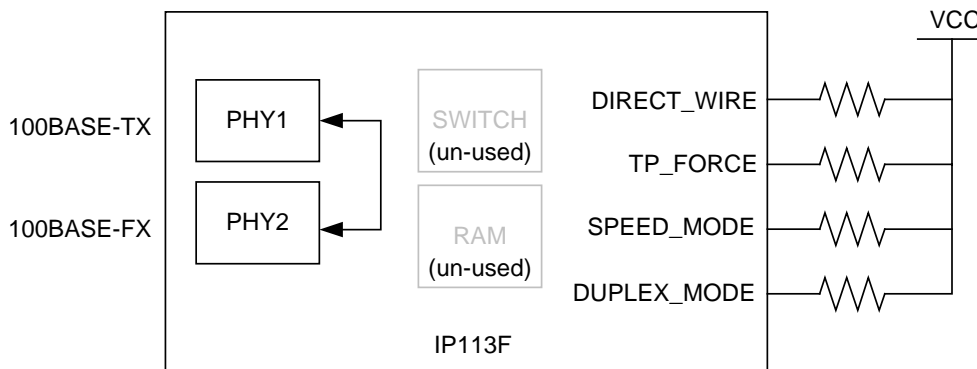 VCC
DIRECT_WIRE
100BASE-TX
PHY1
SWITCH
(un-used)
TP_FORCE
100BASE-FX
PHY2
RAM
(un-used)
SPEED_MODE
DUPLEX_MODE
IP113F